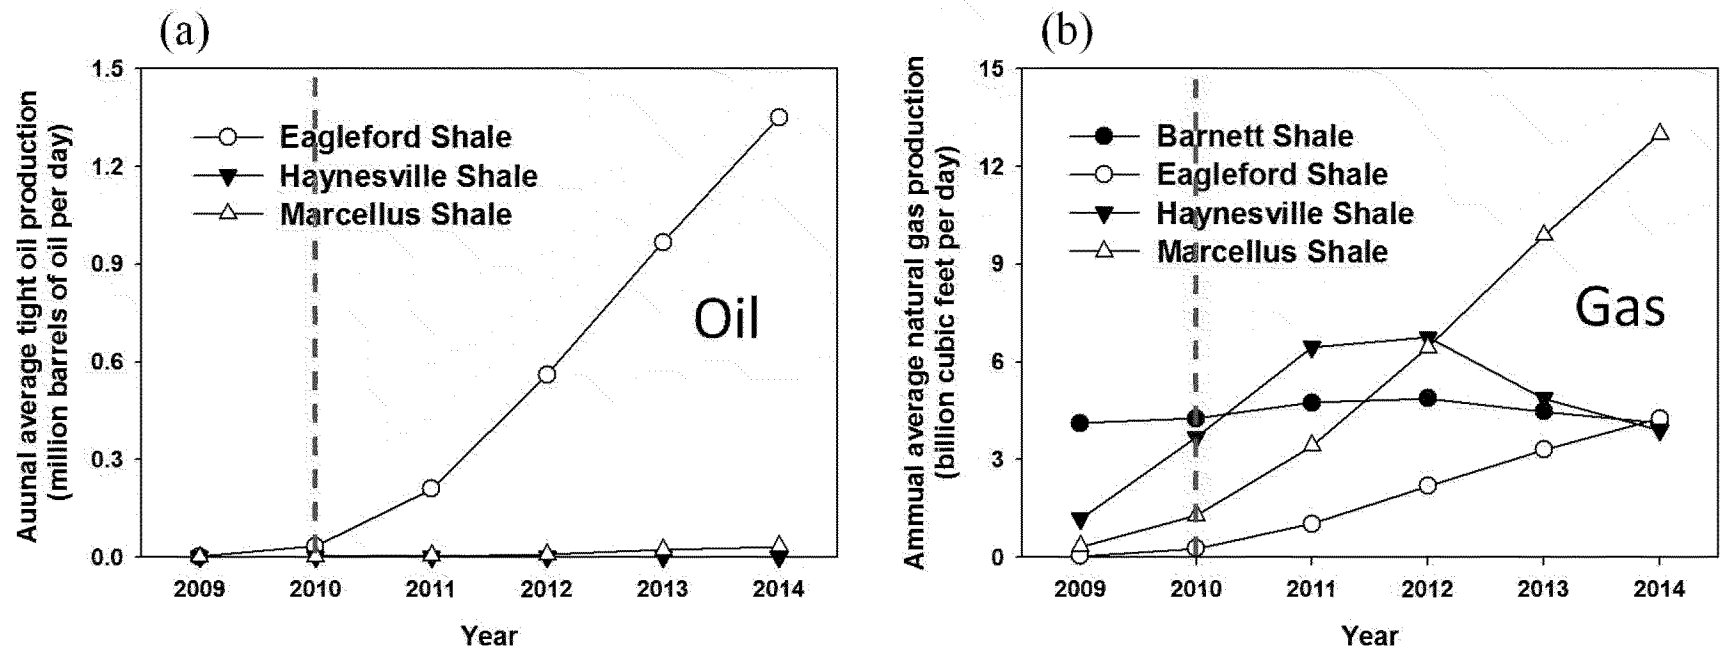 (a)
Auunal average tight oil production
(million barrels of oil per day)
1.5
1.2
0.9
0.6
0.3
0.0
Eagleford Shale
Haynesville Shale
Marcellus Shale
Oil
2009 2010 2011 2012 2013 2014
Year
(b)
Ammual average natural gas production
(billion cubic feet per day)
15
12
9
6
3
0
Barnett Shale
Eagleford Shale
Haynesville Shale
Marcellus Shale
Gas
2009 2010 2011 2012 2013 2014
Year